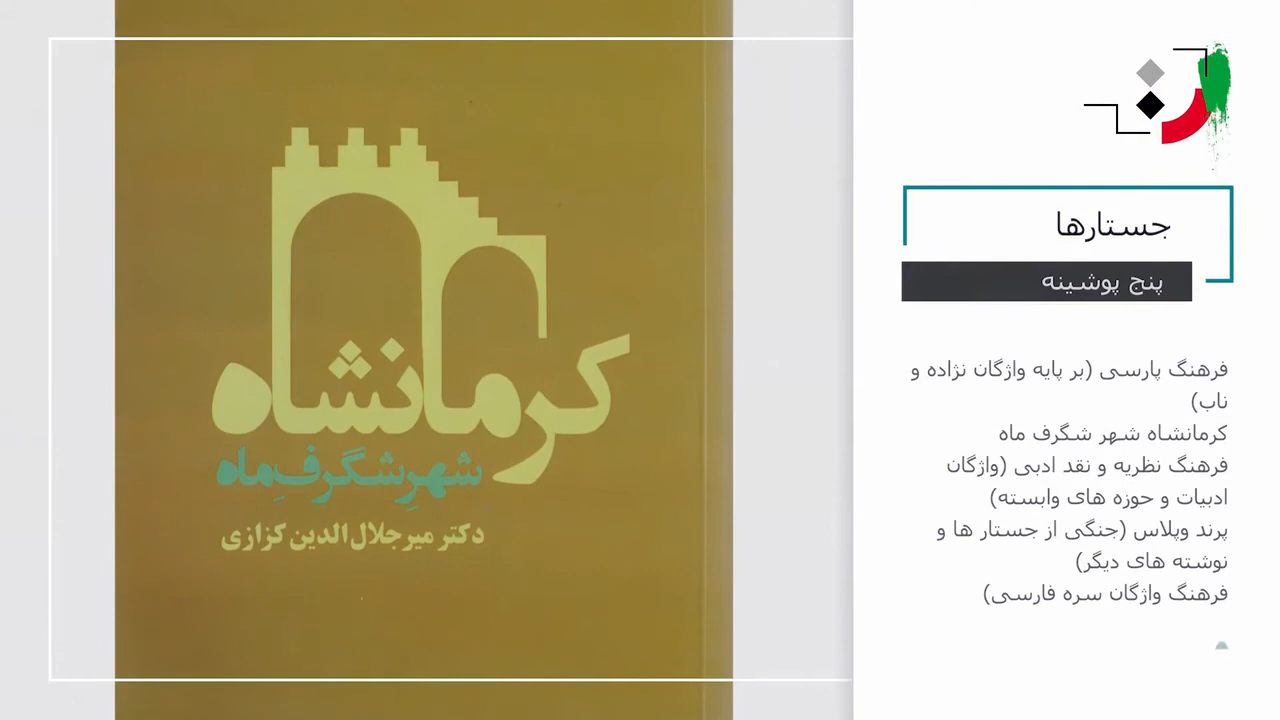 کرمانشاه
شهرِ شگرفِ ماه
دکتر میرجلال‌الدین کزازی
جستارها
پنج پوشینه
فرهنگ پارسی (بر پایه واژگان نژاده و
ناب)
کرمانشاه شهر شگرف ماه
فرهنگ نظریه و نقد ادبی (واژگان
ادبیات و حوزه های وابسته)
پرند وپلاس (جنگی از جستار ها و
نوشته های دیگر)
فرهنگ واژگان سره فارسی)